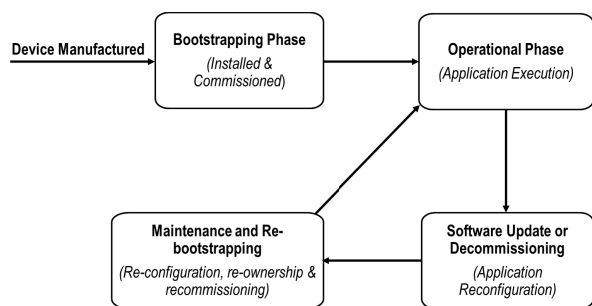 Device Manufactured
Bootstrapping Phase
(Installed &
Commissioned)
Operational Phase
(Application Execution)
Maintenance and Re-
bootstrapping
(Re-configuration, re-ownership &
recommissioning)
Software Update or
Decommissioning
(Application
Reconfiguration)